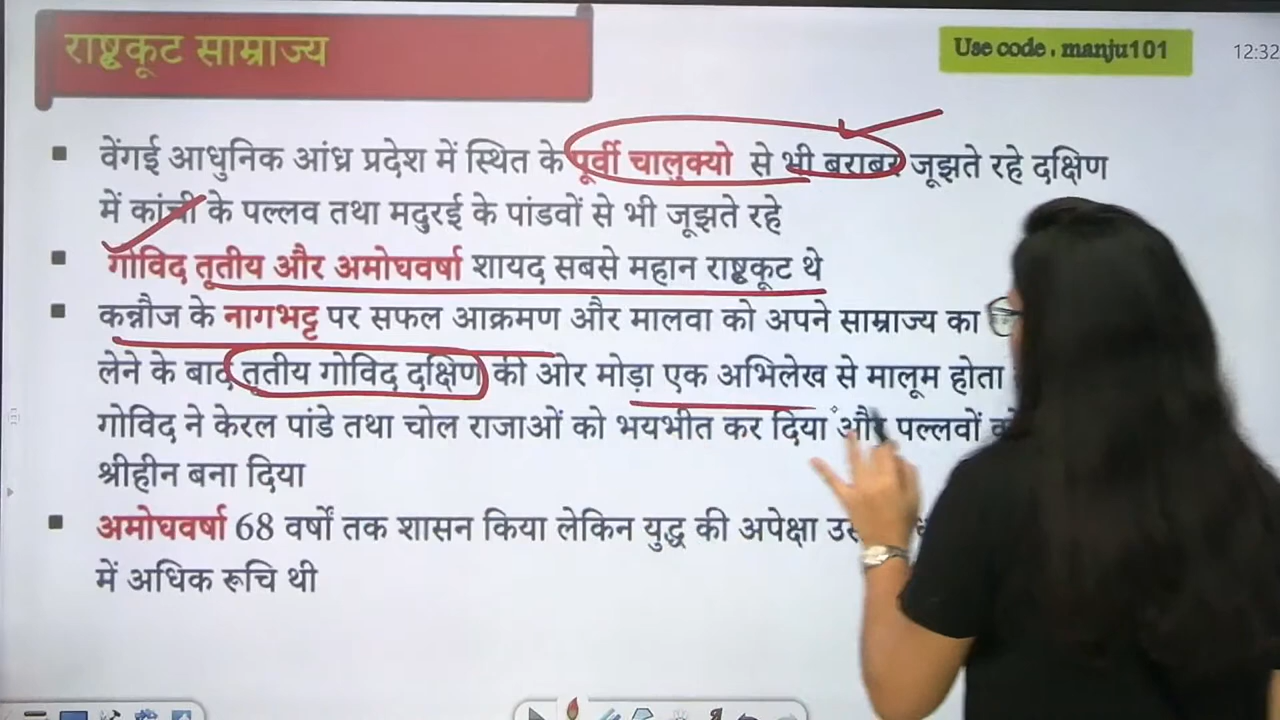 राष्ट्रकूट साम्राज्य
Use code . manju101
12:32
वेंगई आधुनिक आंध्र प्रदेश में स्थित के पूर्वी चालुक्यो से भी बराबर जूझते रहे दक्षिण
में कांची के पल्लव तथा मदुरई के पांडवों से भी जूझते रहे
गोविद तृतीय और अमोघवर्षा शायद सबसे महान राष्ट्रकूट थे
कन्नौज के नागभट्ट पर सफल आक्रमण और मालवा को अपने साम्राज्य का
लेने के बाद तृतीय गोविद दक्षिण की ओर मोड़ा एक अभिलेख से मालूम होता
गोविद ने केरल पांडे तथा चोल राजाओं को भयभीत कर दिया और पल्लवों
श्रीहीन बना दिया
अमोघवर्षा 68 वर्षों तक शासन किया लेकिन युद्ध की अपेक्षा
में अधिक रूचि थी